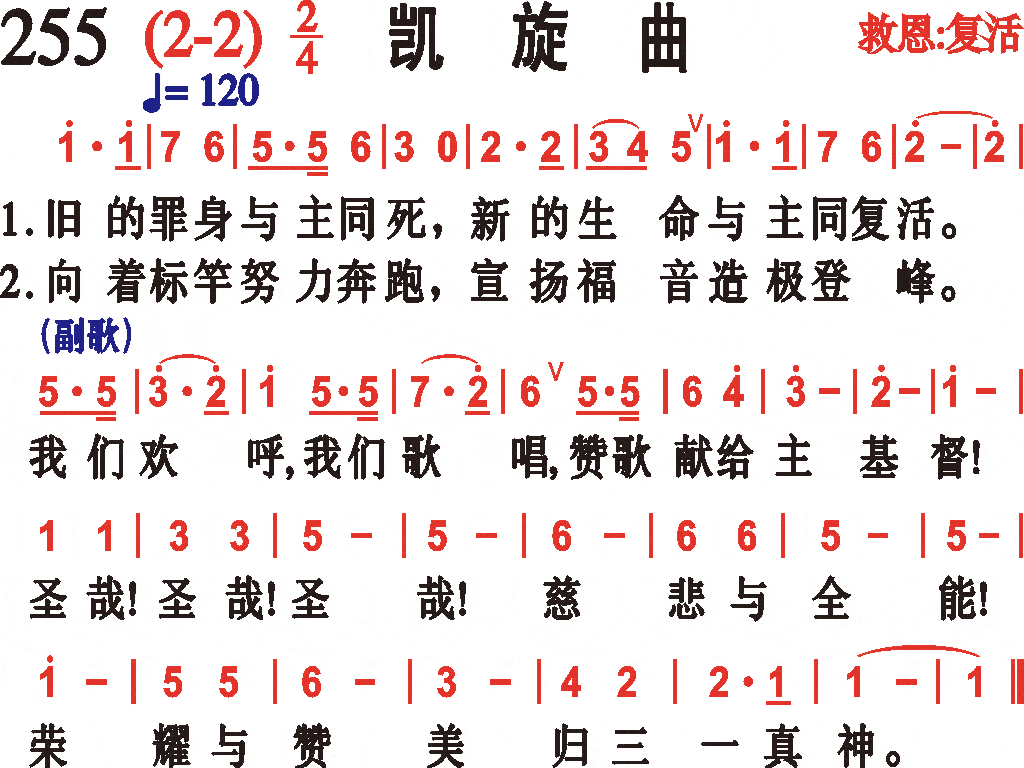 255 (2-2) 2/4 凯 旋 曲 救恩:复活
♩= 120
1̇ · 1̇ | 7 6 | 5 · 5 6 | 3 0 | 2 · 2 | 3 4 5 ∨ | 1̇ · 1̇ | 7 6 | 2̇ - | 2̇ |
1.旧 的罪身与 主同死，新 的生 命与 主同复活。
2.向 着标竿努 力奔跑，宣 扬福 音造 极登 峰。
(副歌)
5 · 5 | 3̇ · 2̇ | 1̇ 5 · 5 | 7 · 2̇ | 6 ∨ 5 · 5 | 6 4̇ | 3̇ - | 2̇ - | 1̇ - |
我 们 欢 呼,我们 歌 唱,赞歌 献给 主 基 督!
1 1 | 3 3 | 5 - | 5 - | 6 - | 6 6 | 5 - | 5 - |
圣 哉! 圣 哉! 圣 哉! 慈 悲 与 全 能!
1̇ - | 5 5 | 6 - | 3 - | 4 2 | 2 · 1 | 1 - | 1 ‖
荣 耀 与 赞 美 归 三 一 真 神。